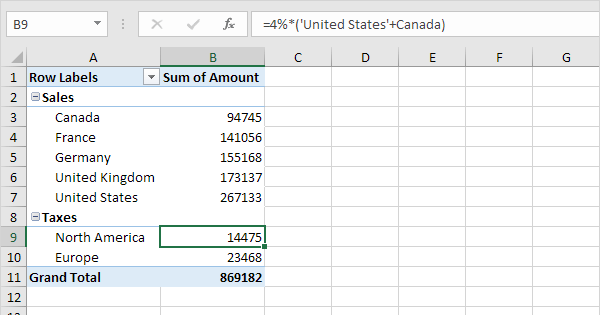 B9 fx =4%*('United States'+Canada)
A B C D E F G
1 Row Labels Sum of Amount
2 Sales
3 Canada 94745
4 France 141056
5 Germany 155168
6 United Kingdom 173137
7 United States 267133
8 Taxes
9 North America 14475
10 Europe 23468
11 Grand Total 869182
12